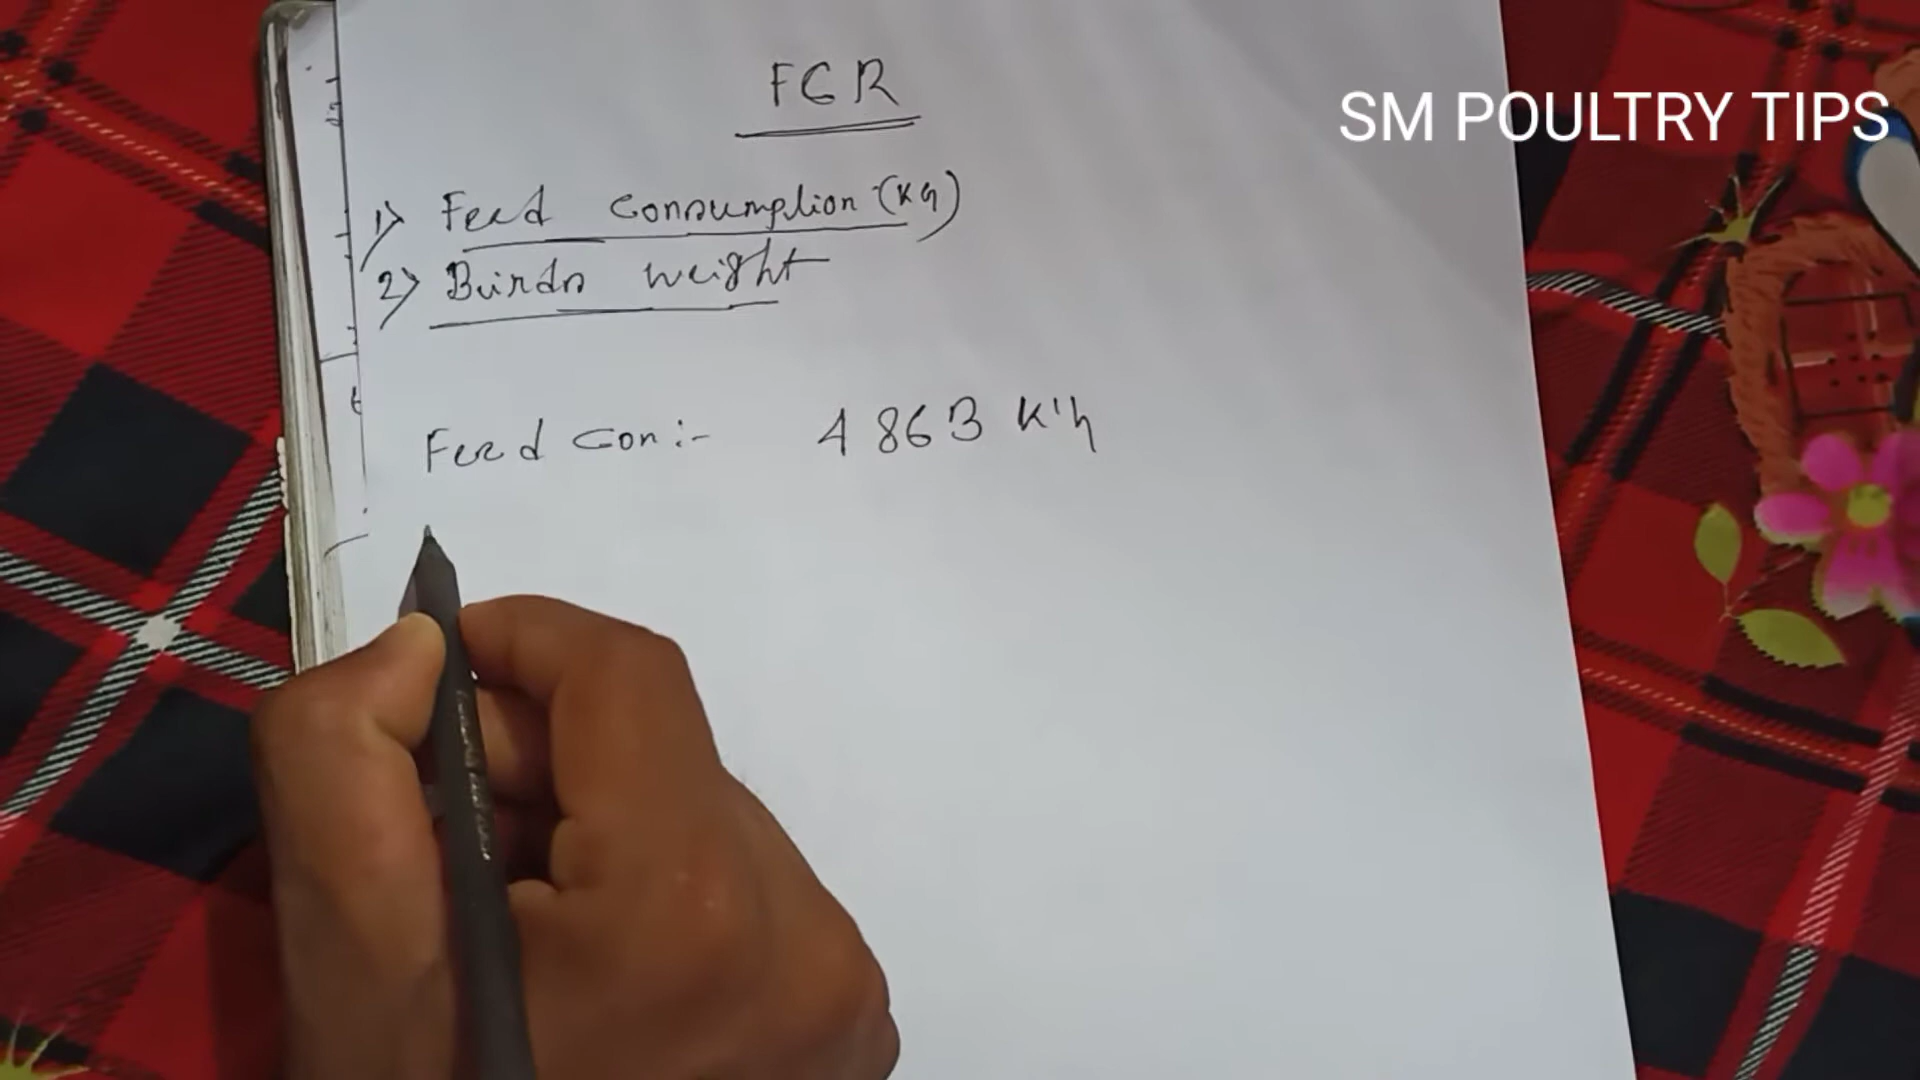 FCR
SM POULTRY TIPS
1) Feed Consumption (Kg)
2) Birds weight
Feed Con:- 4863 Kg